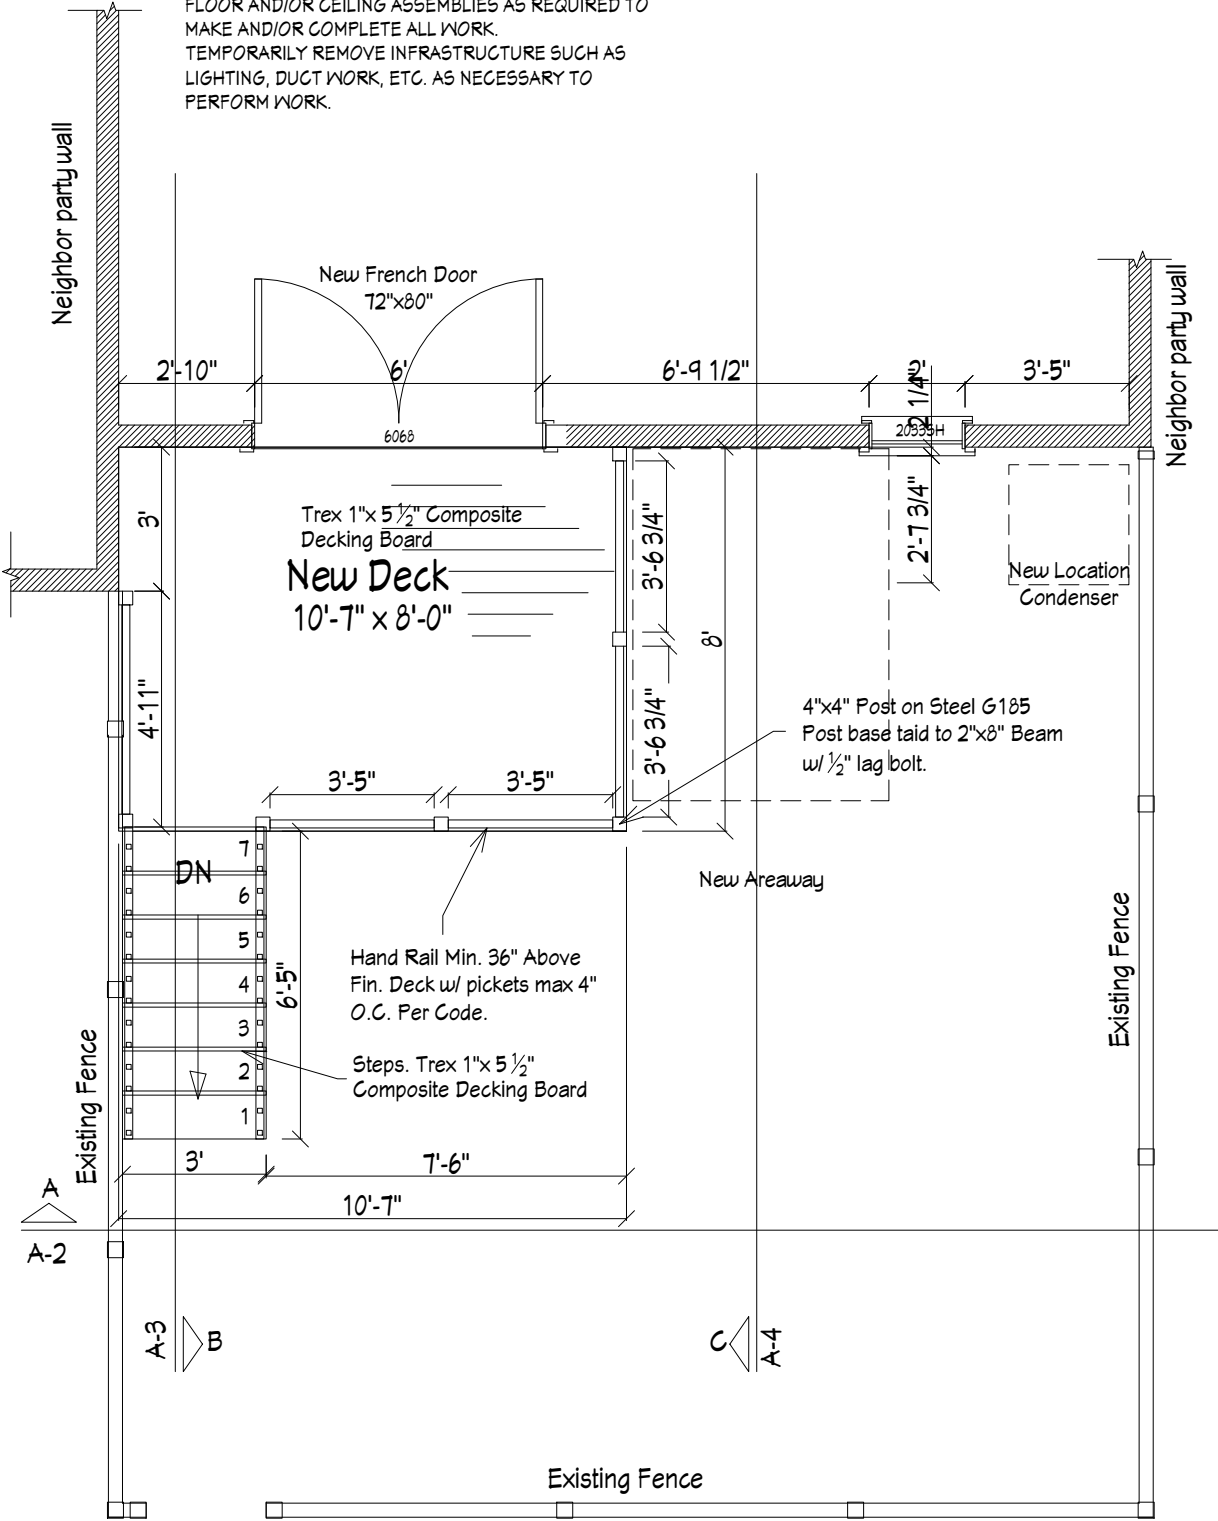 FLOOR AND/OR CEILING ASSEMBLIES AS REQUIRED TO
MAKE AND/OR COMPLETE ALL WORK.
TEMPORARILY REMOVE INFRASTRUCTURE SUCH AS
LIGHTING, DUCT WORK, ETC. AS NECESSARY TO
PERFORM WORK.
Neighbor party wall
Neighbor party wall
New French Door
72"x80"
2'-10"
6'
6'-9 1/2"
2'
3'-5"
2 1/4"
6068
2033SH
3'
Trex 1"x 5 ½" Composite
Decking Board
New Deck
10'-7" x 8'-0"
3'-6 3/4"
2'-7 3/4"
New Location
Condenser
8'
4'-11"
3'-6 3/4"
4"x4" Post on Steel G185
Post base taid to 2"x8" Beam
w/ ½" lag bolt.
3'-5"
3'-5"
New Areaway
DN
7
6
5
4
3
2
1
6'-5"
Hand Rail Min. 36" Above
Fin. Deck w/ pickets max 4"
O.C. Per Code.
Steps. Trex 1"x 5 ½"
Composite Decking Board
Existing Fence
Existing Fence
3'
7'-6"
10'-7"
A
A-2
A-3
B
C
A-4
Existing Fence